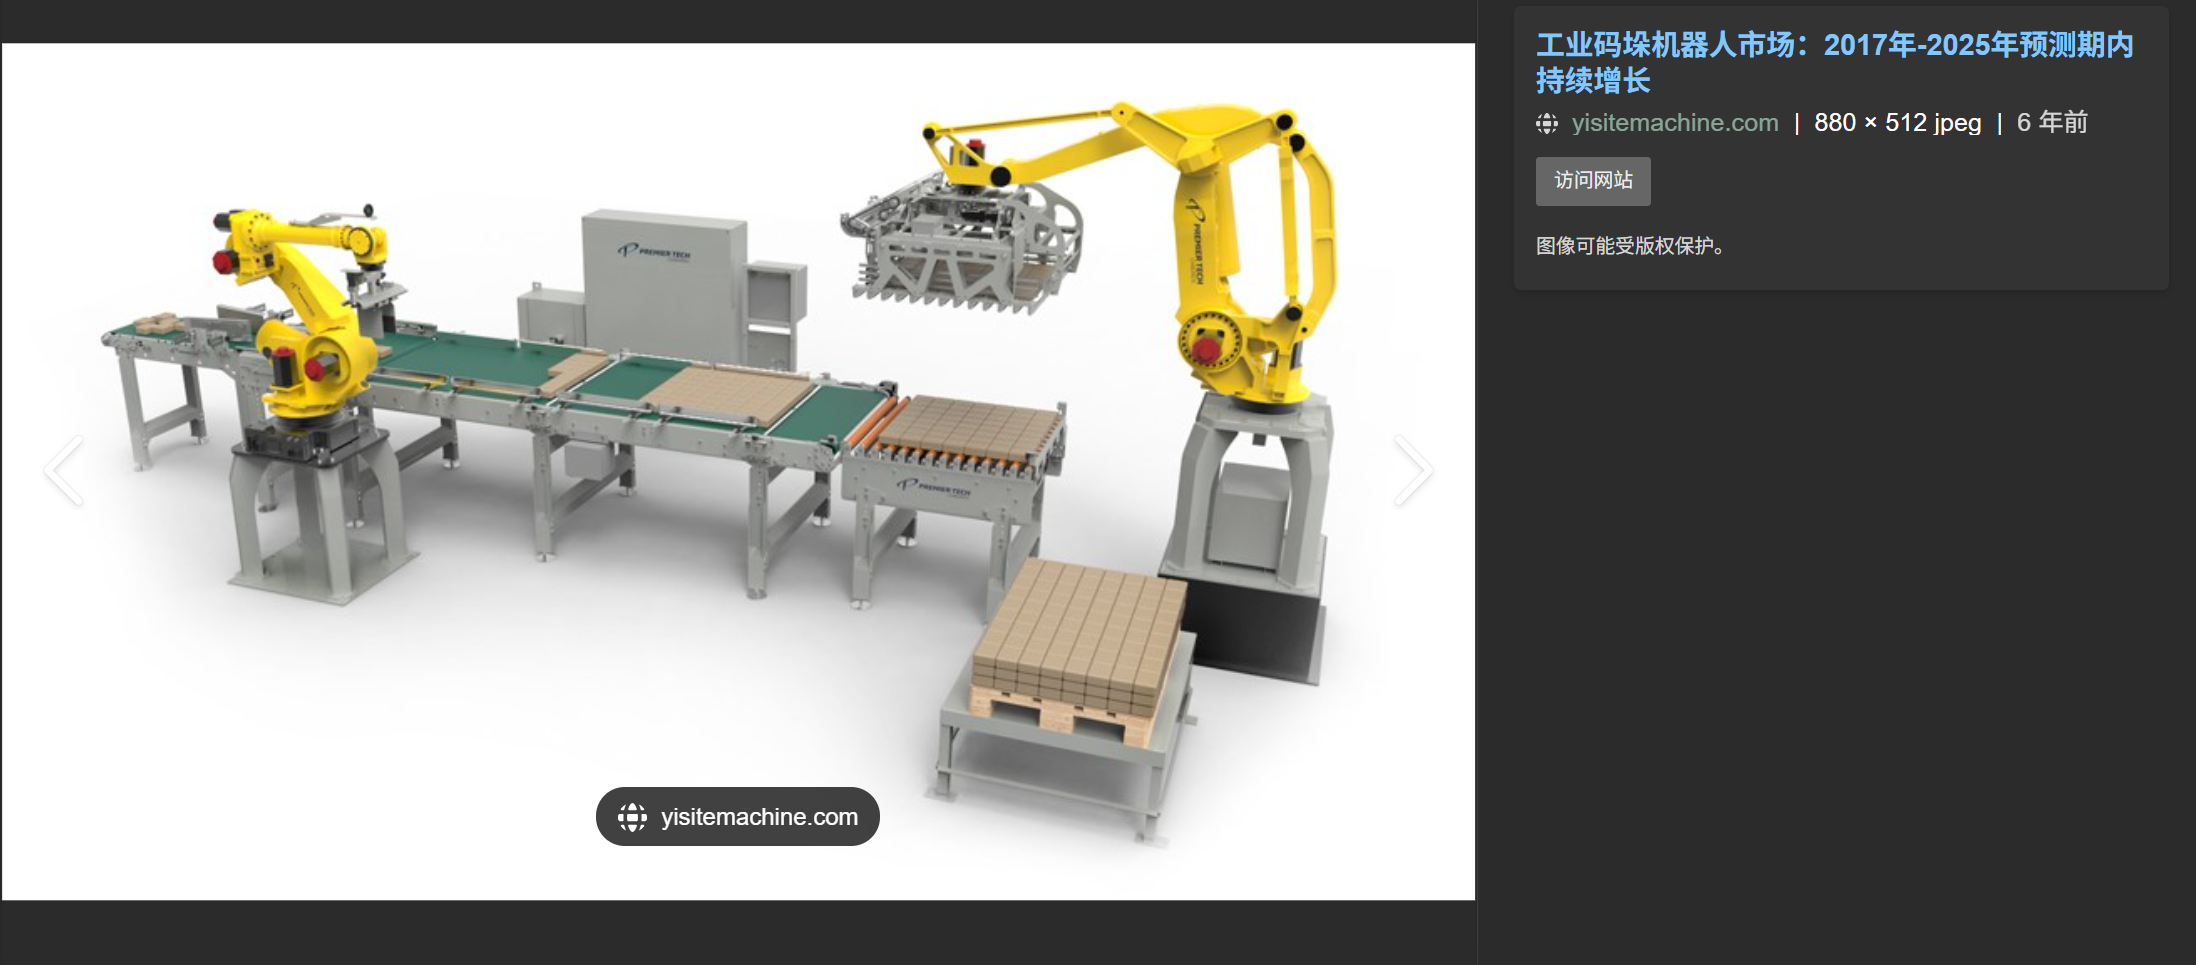 工业码垛机器人市场：2017年-2025年预测期内
持续增长
yisitemachine.com | 880 × 512 jpeg | 6 年前
访问网站
图像可能受版权保护。
PREMIER TECH
PREMIER TECH
PREMIER TECH
yisitemachine.com